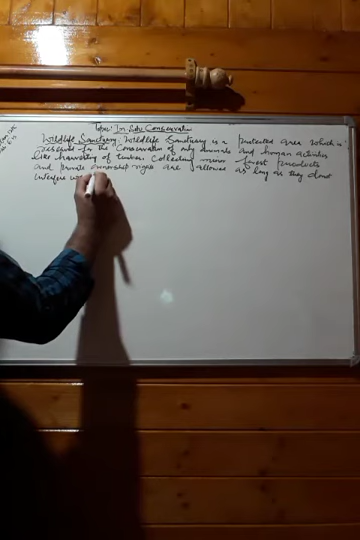 Topic: In Situ Conservation
Wildlife Sanctuary: Wildlife Sanctuary is a protected area which is
reserved for the Conservation of only animals and human activities
like harvesting of timber, Collecting minor forest products
and private ownership rights are allowed as long as they donot
interfere